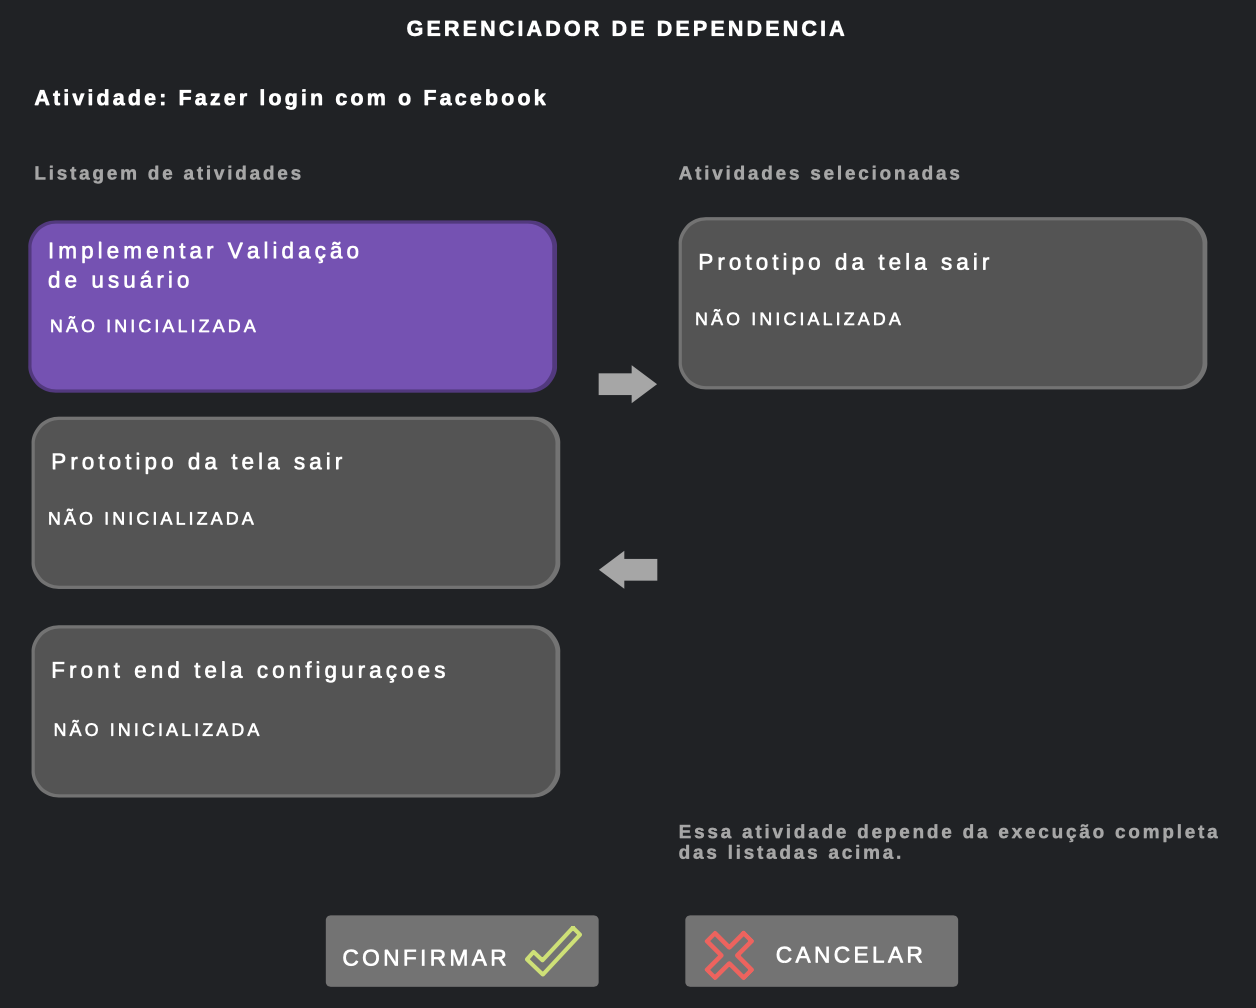 GERENCIADOR DE DEPENDENCIA
Atividade: Fazer login com o Facebook
Listagem de atividades
Implementar Validação
de usuário
NÃO INICIALIZADA
Prototipo da tela sair
NÃO INICIALIZADA
Front end tela configuraçoes
NÃO INICIALIZADA
Atividades selecionadas
Prototipo da tela sair
NÃO INICIALIZADA
Essa atividade depende da execução completa
das listadas acima.
CONFIRMAR
CANCELAR